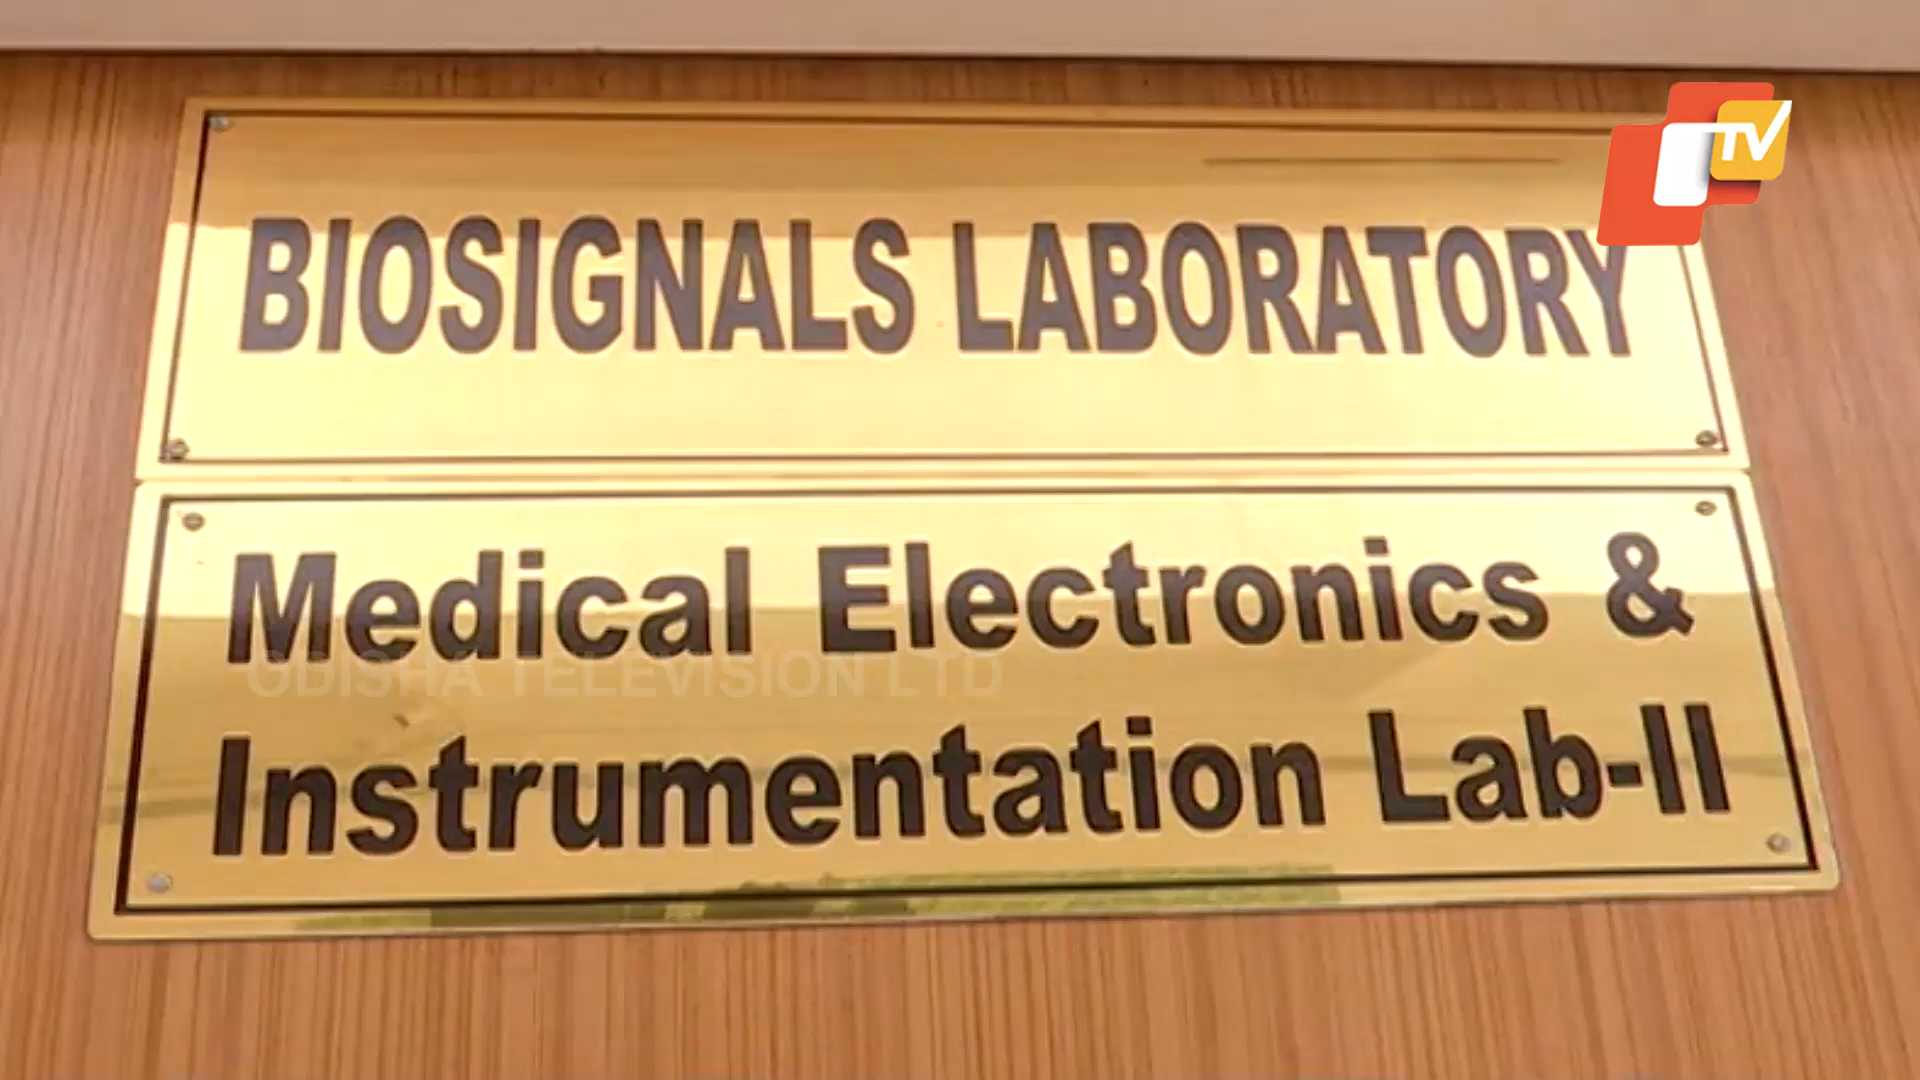 TV
BIOSIGNALS LABORATORY
Medical Electronics &
ODISHA TELEVISION LTD
Instrumentation Lab-II